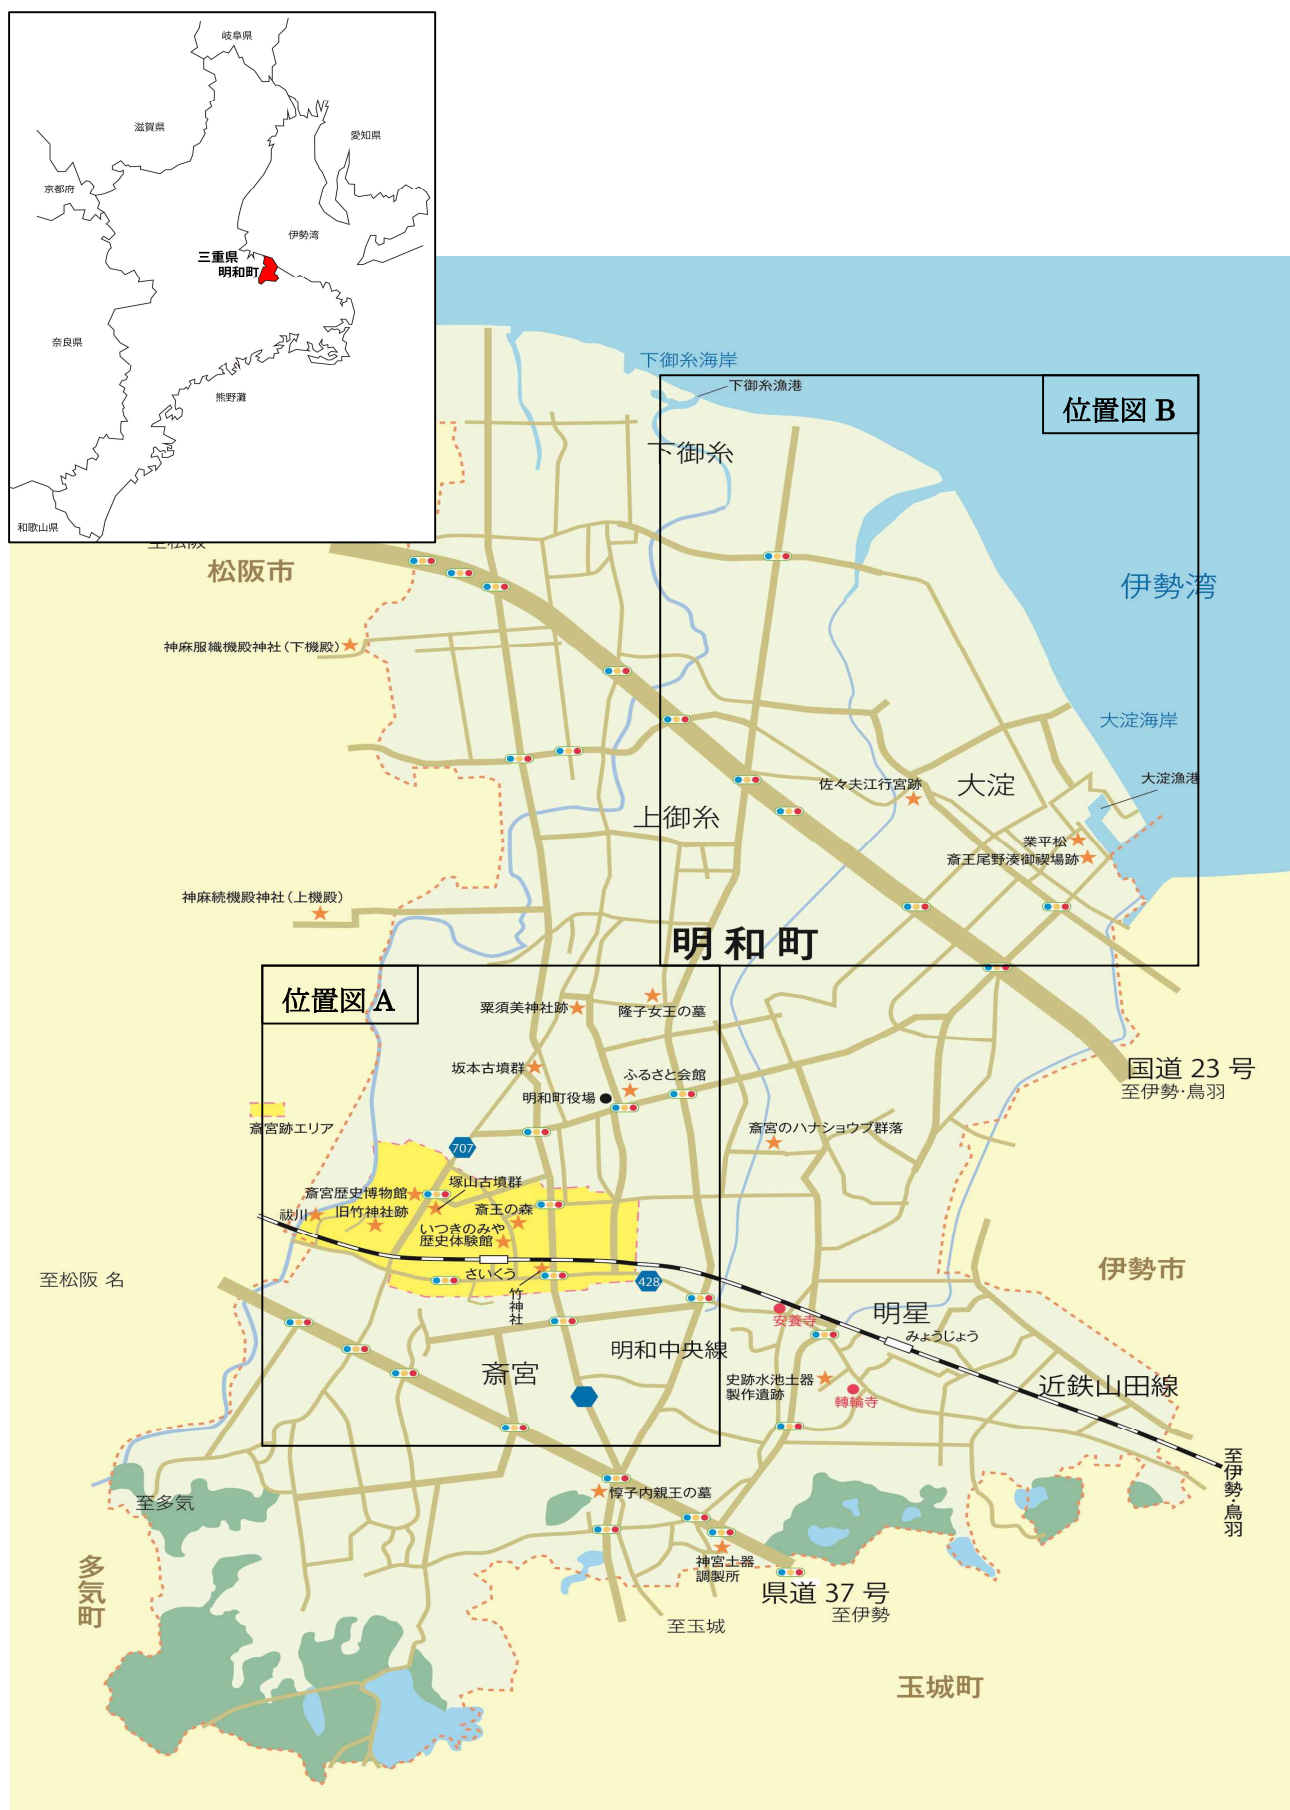 岐阜県
滋賀県
愛知県
京都府
伊勢湾
三重県
明和町
奈良県
熊野灘
和歌山県
下御糸海岸
下御糸漁港
位置図 B
下御糸
至松阪
松阪市
伊勢湾
神麻服織機殿神社（下機殿）
大淀海岸
大淀漁港
佐々夫江行宮跡
大淀
上御糸
業平松
斎王尾野湊御禊場跡
神麻続機殿神社（上機殿）
明和町
位置図 A
粟須美神社跡
隆子女王の墓
坂本古墳群
ふるさと会館
明和町役場
国道 23 号
至伊勢・鳥羽
斎宮跡エリア
斎宮のハナショウブ群落
707
塚山古墳群
斎宮歴史博物館
祓川
旧竹神社跡
斎王の森
いつきのみや
歴史体験館
さいくう
竹神社
428
至松阪 名
伊勢市
安養寺
明星
みょうじょう
明和中央線
斎宮
史跡水池土器
製作遺跡
轉輪寺
近鉄山田線
至伊勢・鳥羽
至多気
惇子内親王の墓
神宮土器
調製所
多気町
県道 37 号
至伊勢
至玉城
玉城町